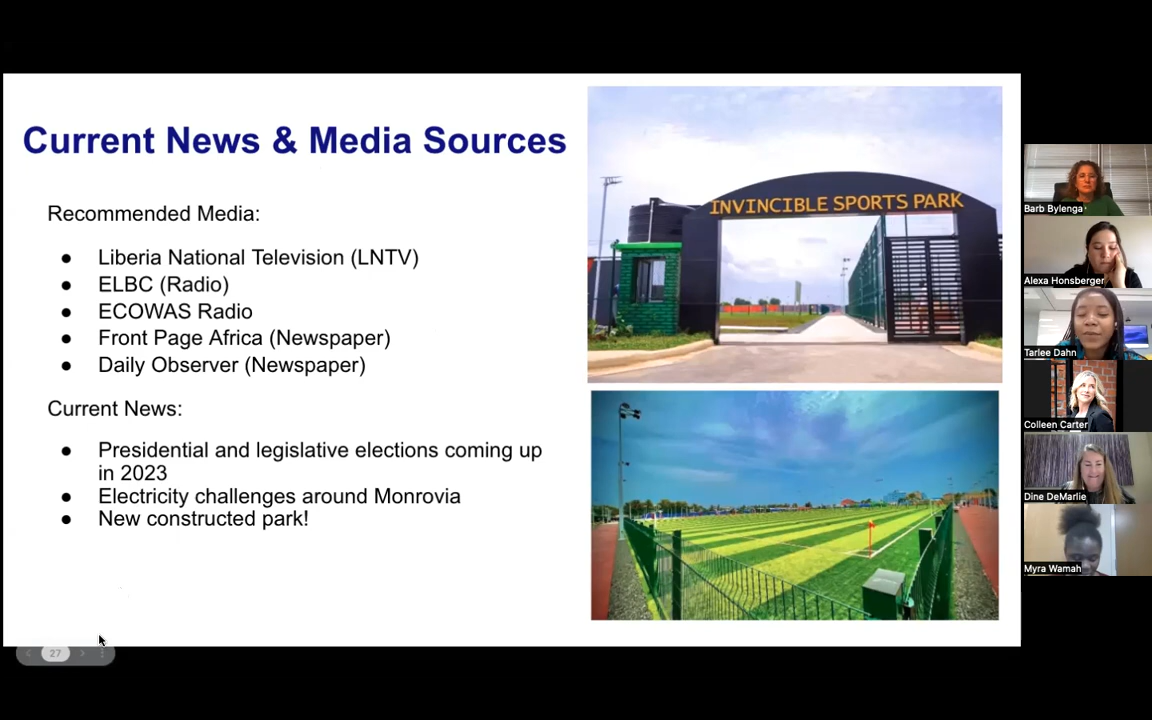 Current News & Media Sources
Recommended Media:
● Liberia National Television (LNTV)
● ELBC (Radio)
● ECOWAS Radio
● Front Page Africa (Newspaper)
● Daily Observer (Newspaper)
Current News:
● Presidential and legislative elections coming up
in 2023
● Electricity challenges around Monrovia
● New constructed park!
INVINCIBLE SPORTS PARK
27
Barb Bylenga
Alexa Honsberger
Tarlee Dahn
Colleen Carter
Dine DeMarlie
Myra Wamah